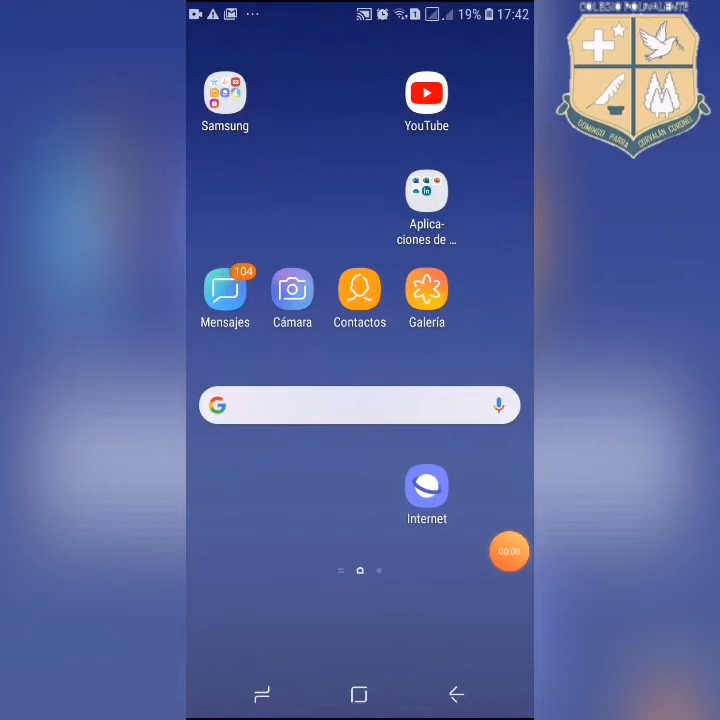 19% 17:42
COLEGIO POLIVALENTE
DOMINGO PARRA CORVALÁN CORONEL
Samsung
YouTube
Aplica-
ciones de ...
104
Mensajes
Cámara
Contactos
Galería
Internet
00:00